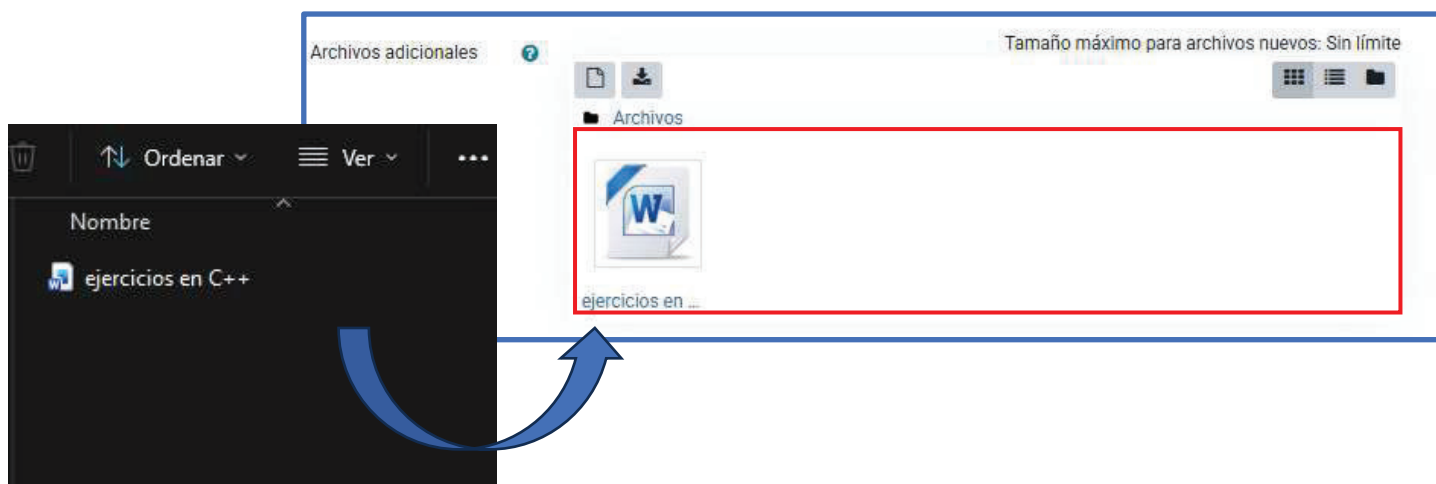 Archivos adicionales
Tamaño máximo para archivos nuevos: Sin límite
Archivos
ejercicios en ...
Ordenar
Ver
Nombre
ejercicios en C++